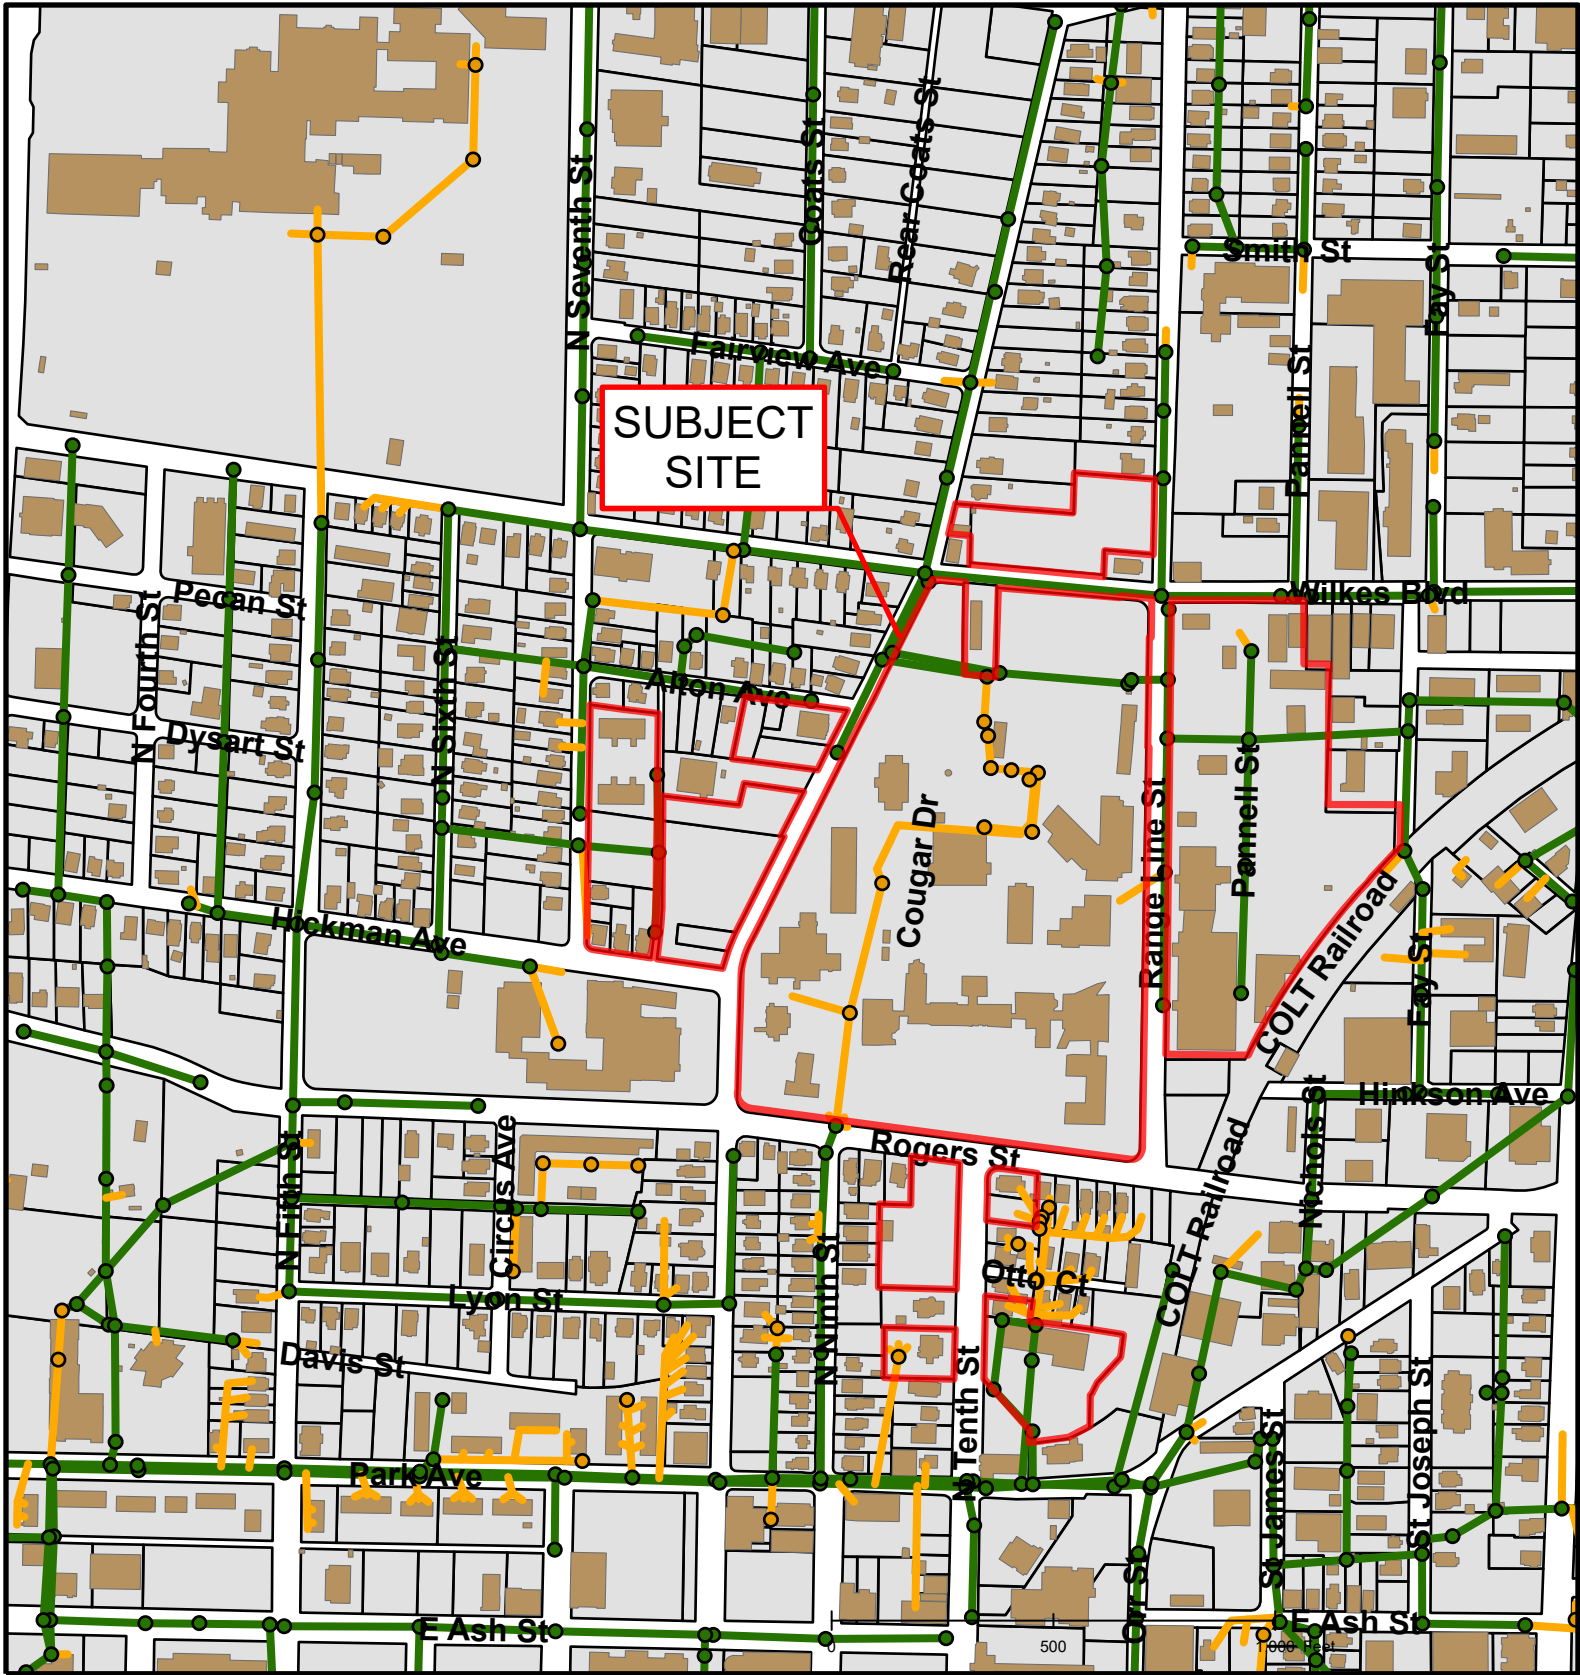 Coats St
Rear Coats St
N Seventh St
Smith St
Fay St
Fairview Ave
Pannell St
SUBJECT
SITE
Wilkes Blvd
Pecan St
N Fourth St
N Sixth St
Alton Ave
Dysart St
Cougar Dr
Range Line St
Pannell St
COLT Railroad
Hickman Ave
Fay St
Hinkson Ave
Rogers St
Nichols St
N Fifth St
Circus Ave
COLT Railroad
N Ninth St
Otto Ct
Lyon St
Davis St
N Tenth St
St James St
St Joseph St
Park Ave
Orr St
E Ash St
E Ash St
0
500
1,000 Feet